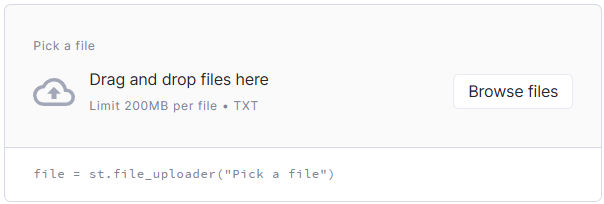 Pick a file
Drag and drop files here
Limit 200MB per file • TXT
Browse files
file = st.file_uploader("Pick a file")